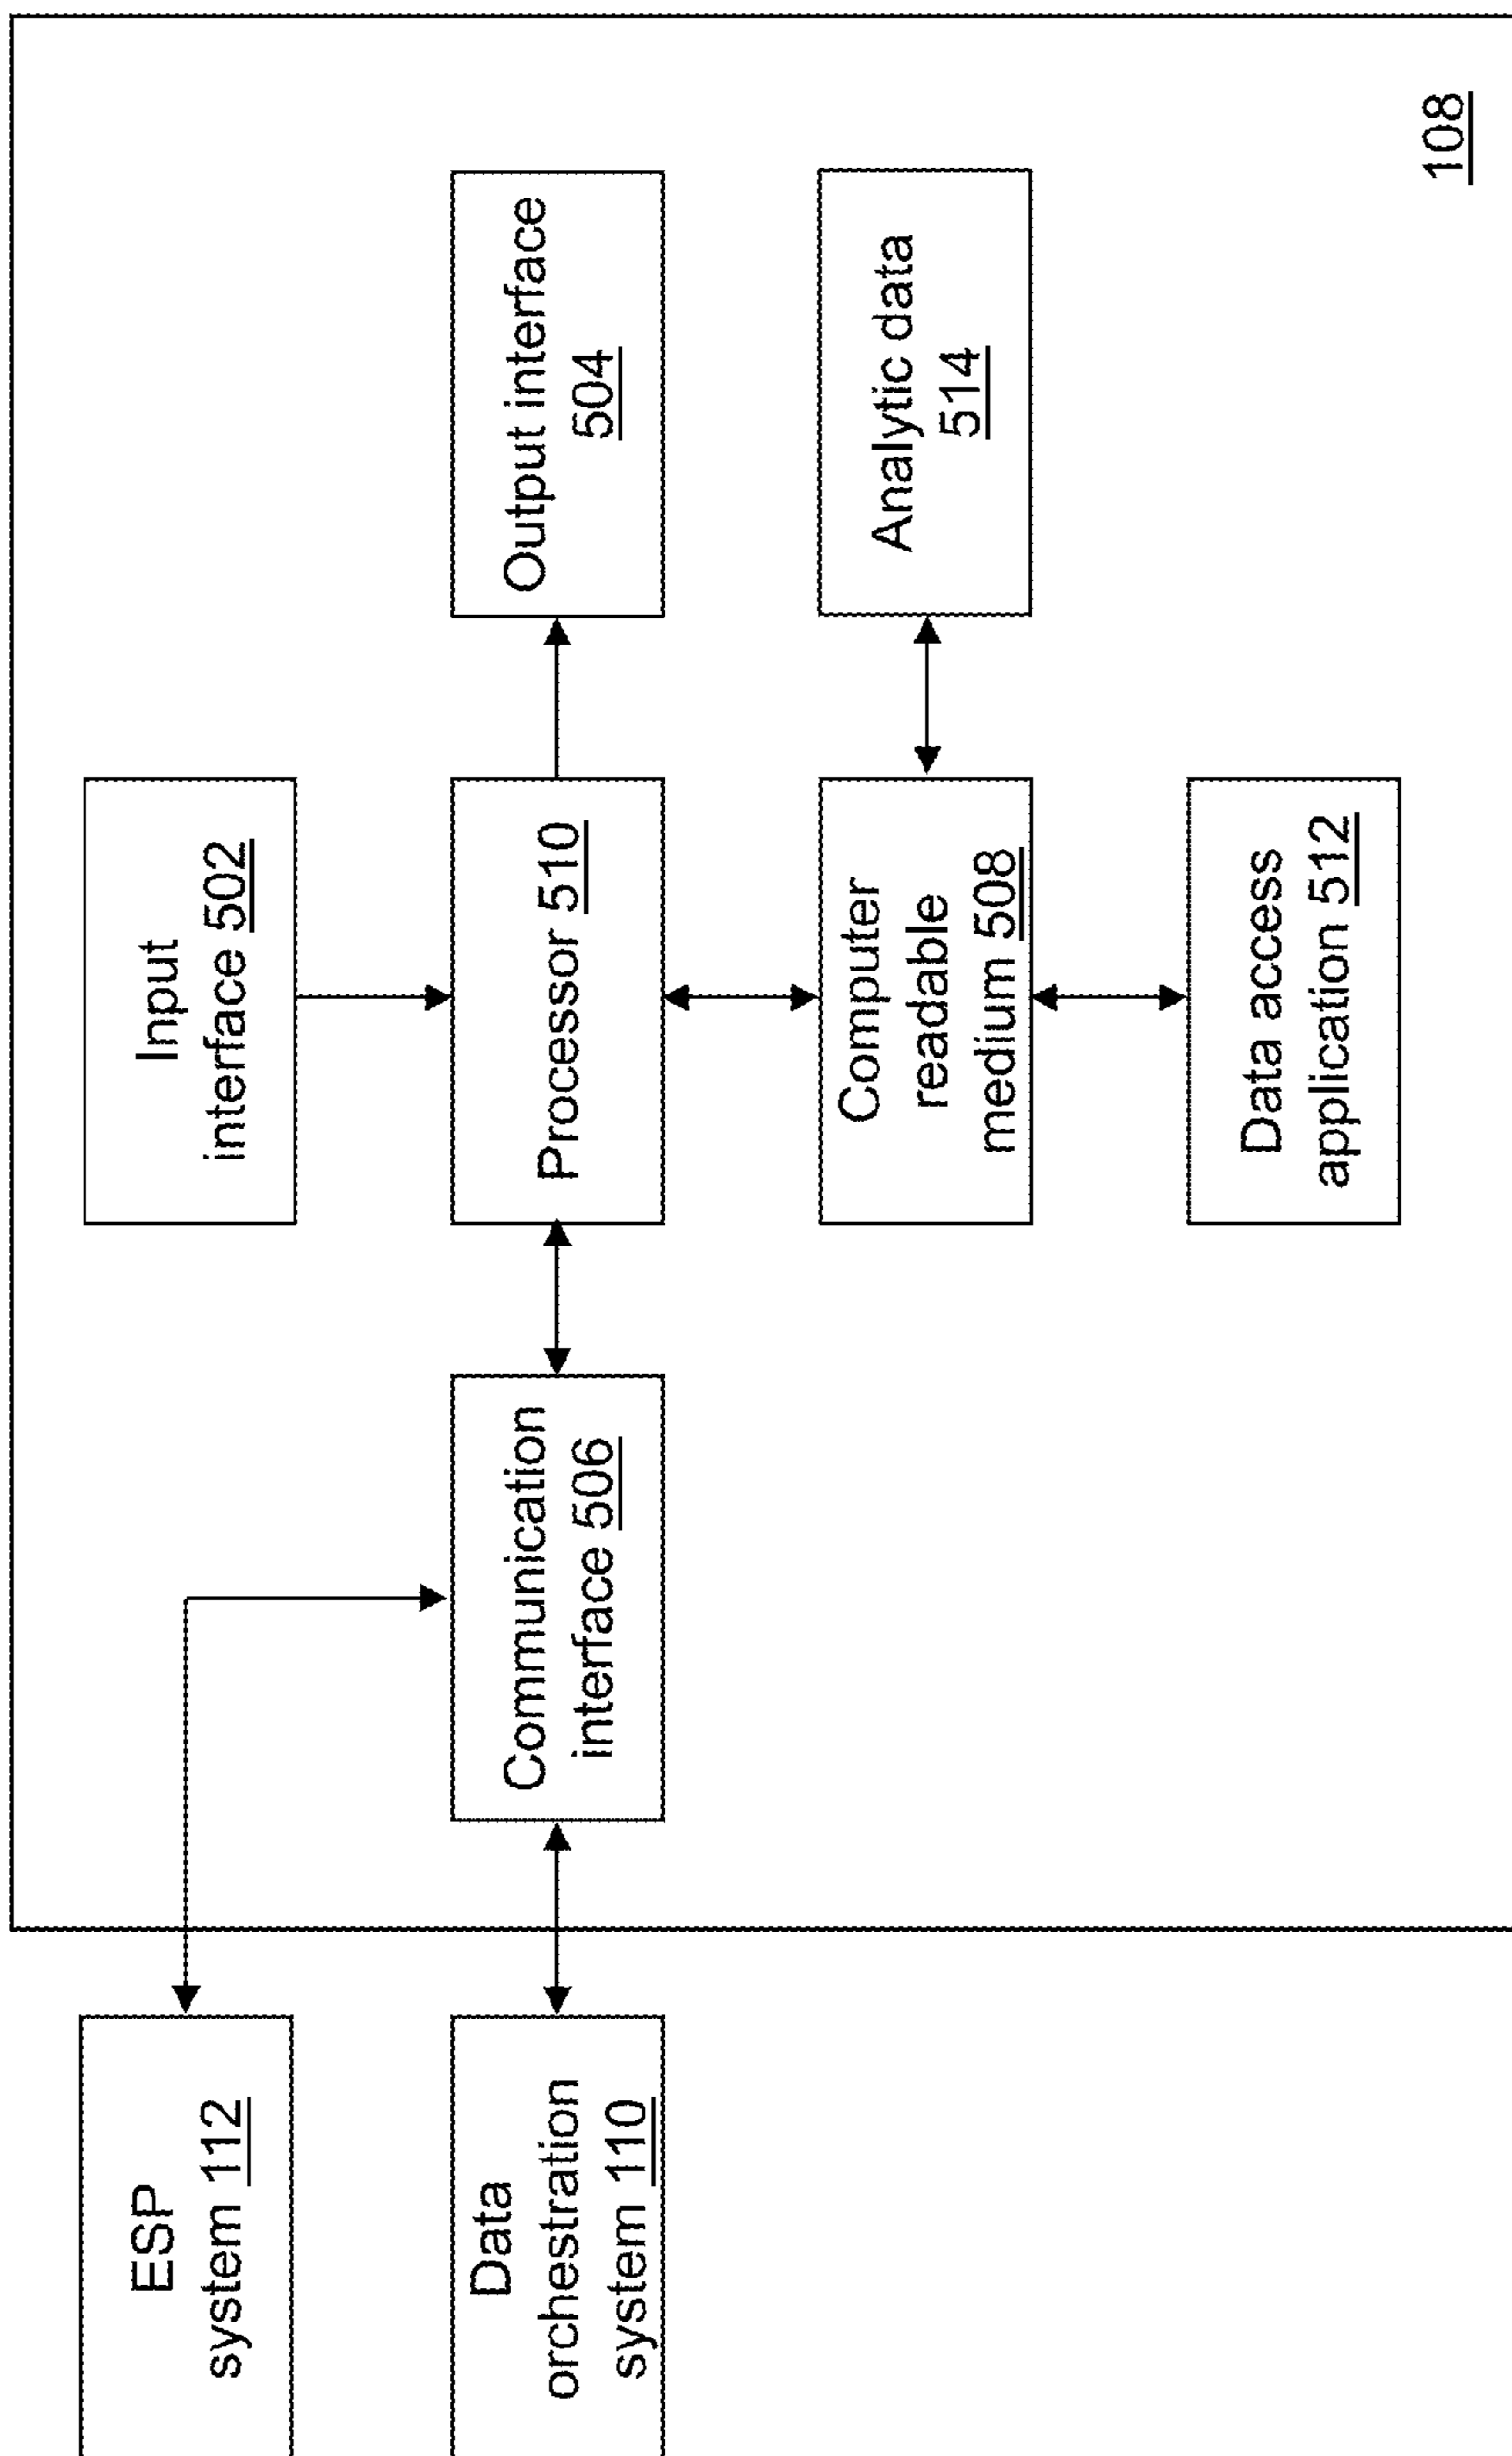 ESP
system 112
Data
orchestration
system 110
Communication
interface 506
Input
interface 502
Processor 510
Computer
readable
medium 508
Data access
application 512
Output interface
504
Analytic data
514
108